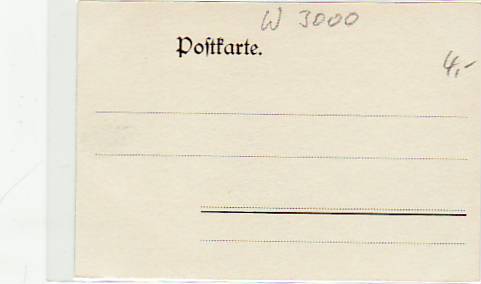 W 3000
Poſtkarte.
4,-